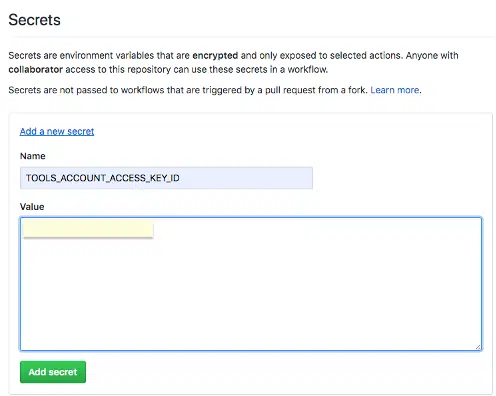 Secrets
Secrets are environment variables that are encrypted and only exposed to selected actions. Anyone with
collaborator access to this repository can use these secrets in a workflow.
Secrets are not passed to workflows that are triggered by a pull request from a fork. Learn more.
Add a new secret
Name
TOOLS_ACCOUNT_ACCESS_KEY_ID
Value
Add secret